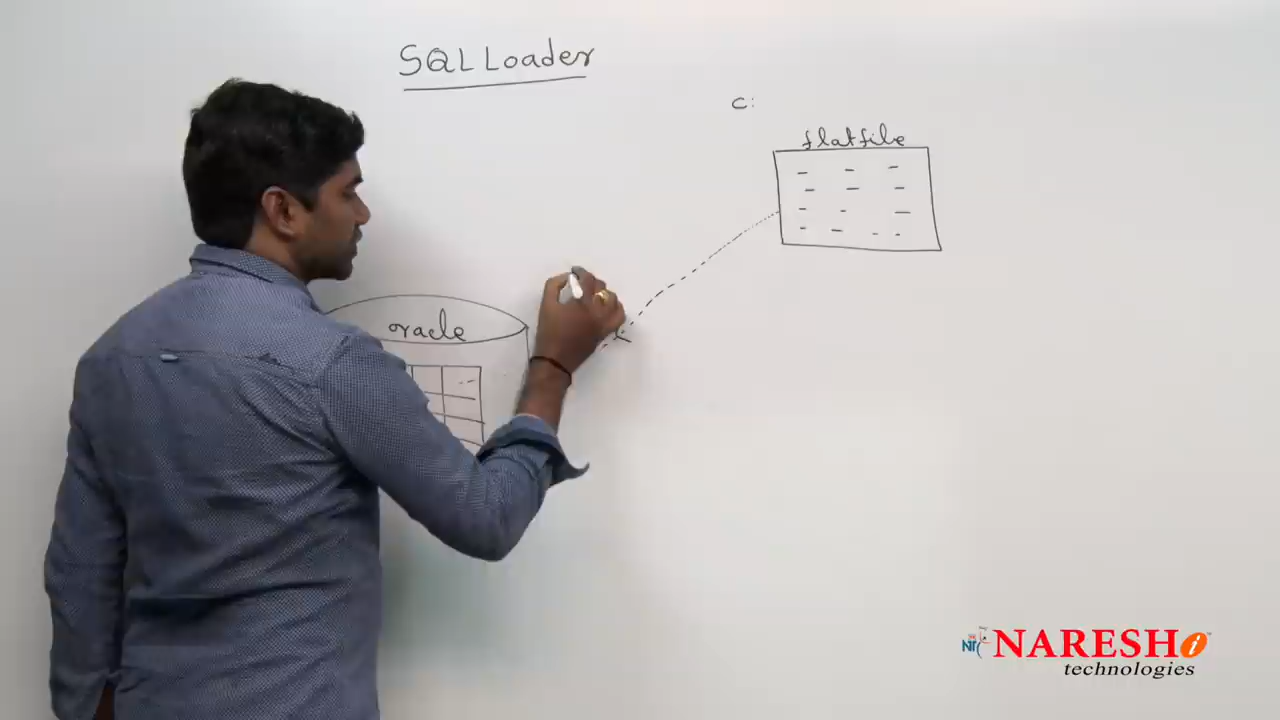 SQL Loader
C:
flatfile
oracle
NARESH i
technologies